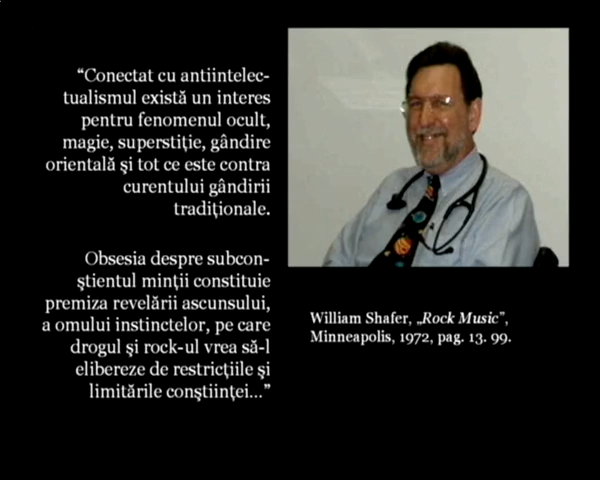 “Conectat cu antiintelec-
tualismul există un interes
pentru fenomenul ocult,
magie, superstiţie, gândire
orientală şi tot ce este contra
curentului gândirii
tradiţionale.
Obsesia despre subcon-
ştientul minţii constituie
premiza revelării ascunsului,
a omului instinctelor, pe care
drogul şi rock-ul vrea să-l
elibereze de restricţiile şi
limitările conştiinţei...”
William Shafer, „Rock Music”,
Minneapolis, 1972, pag. 13. 99.